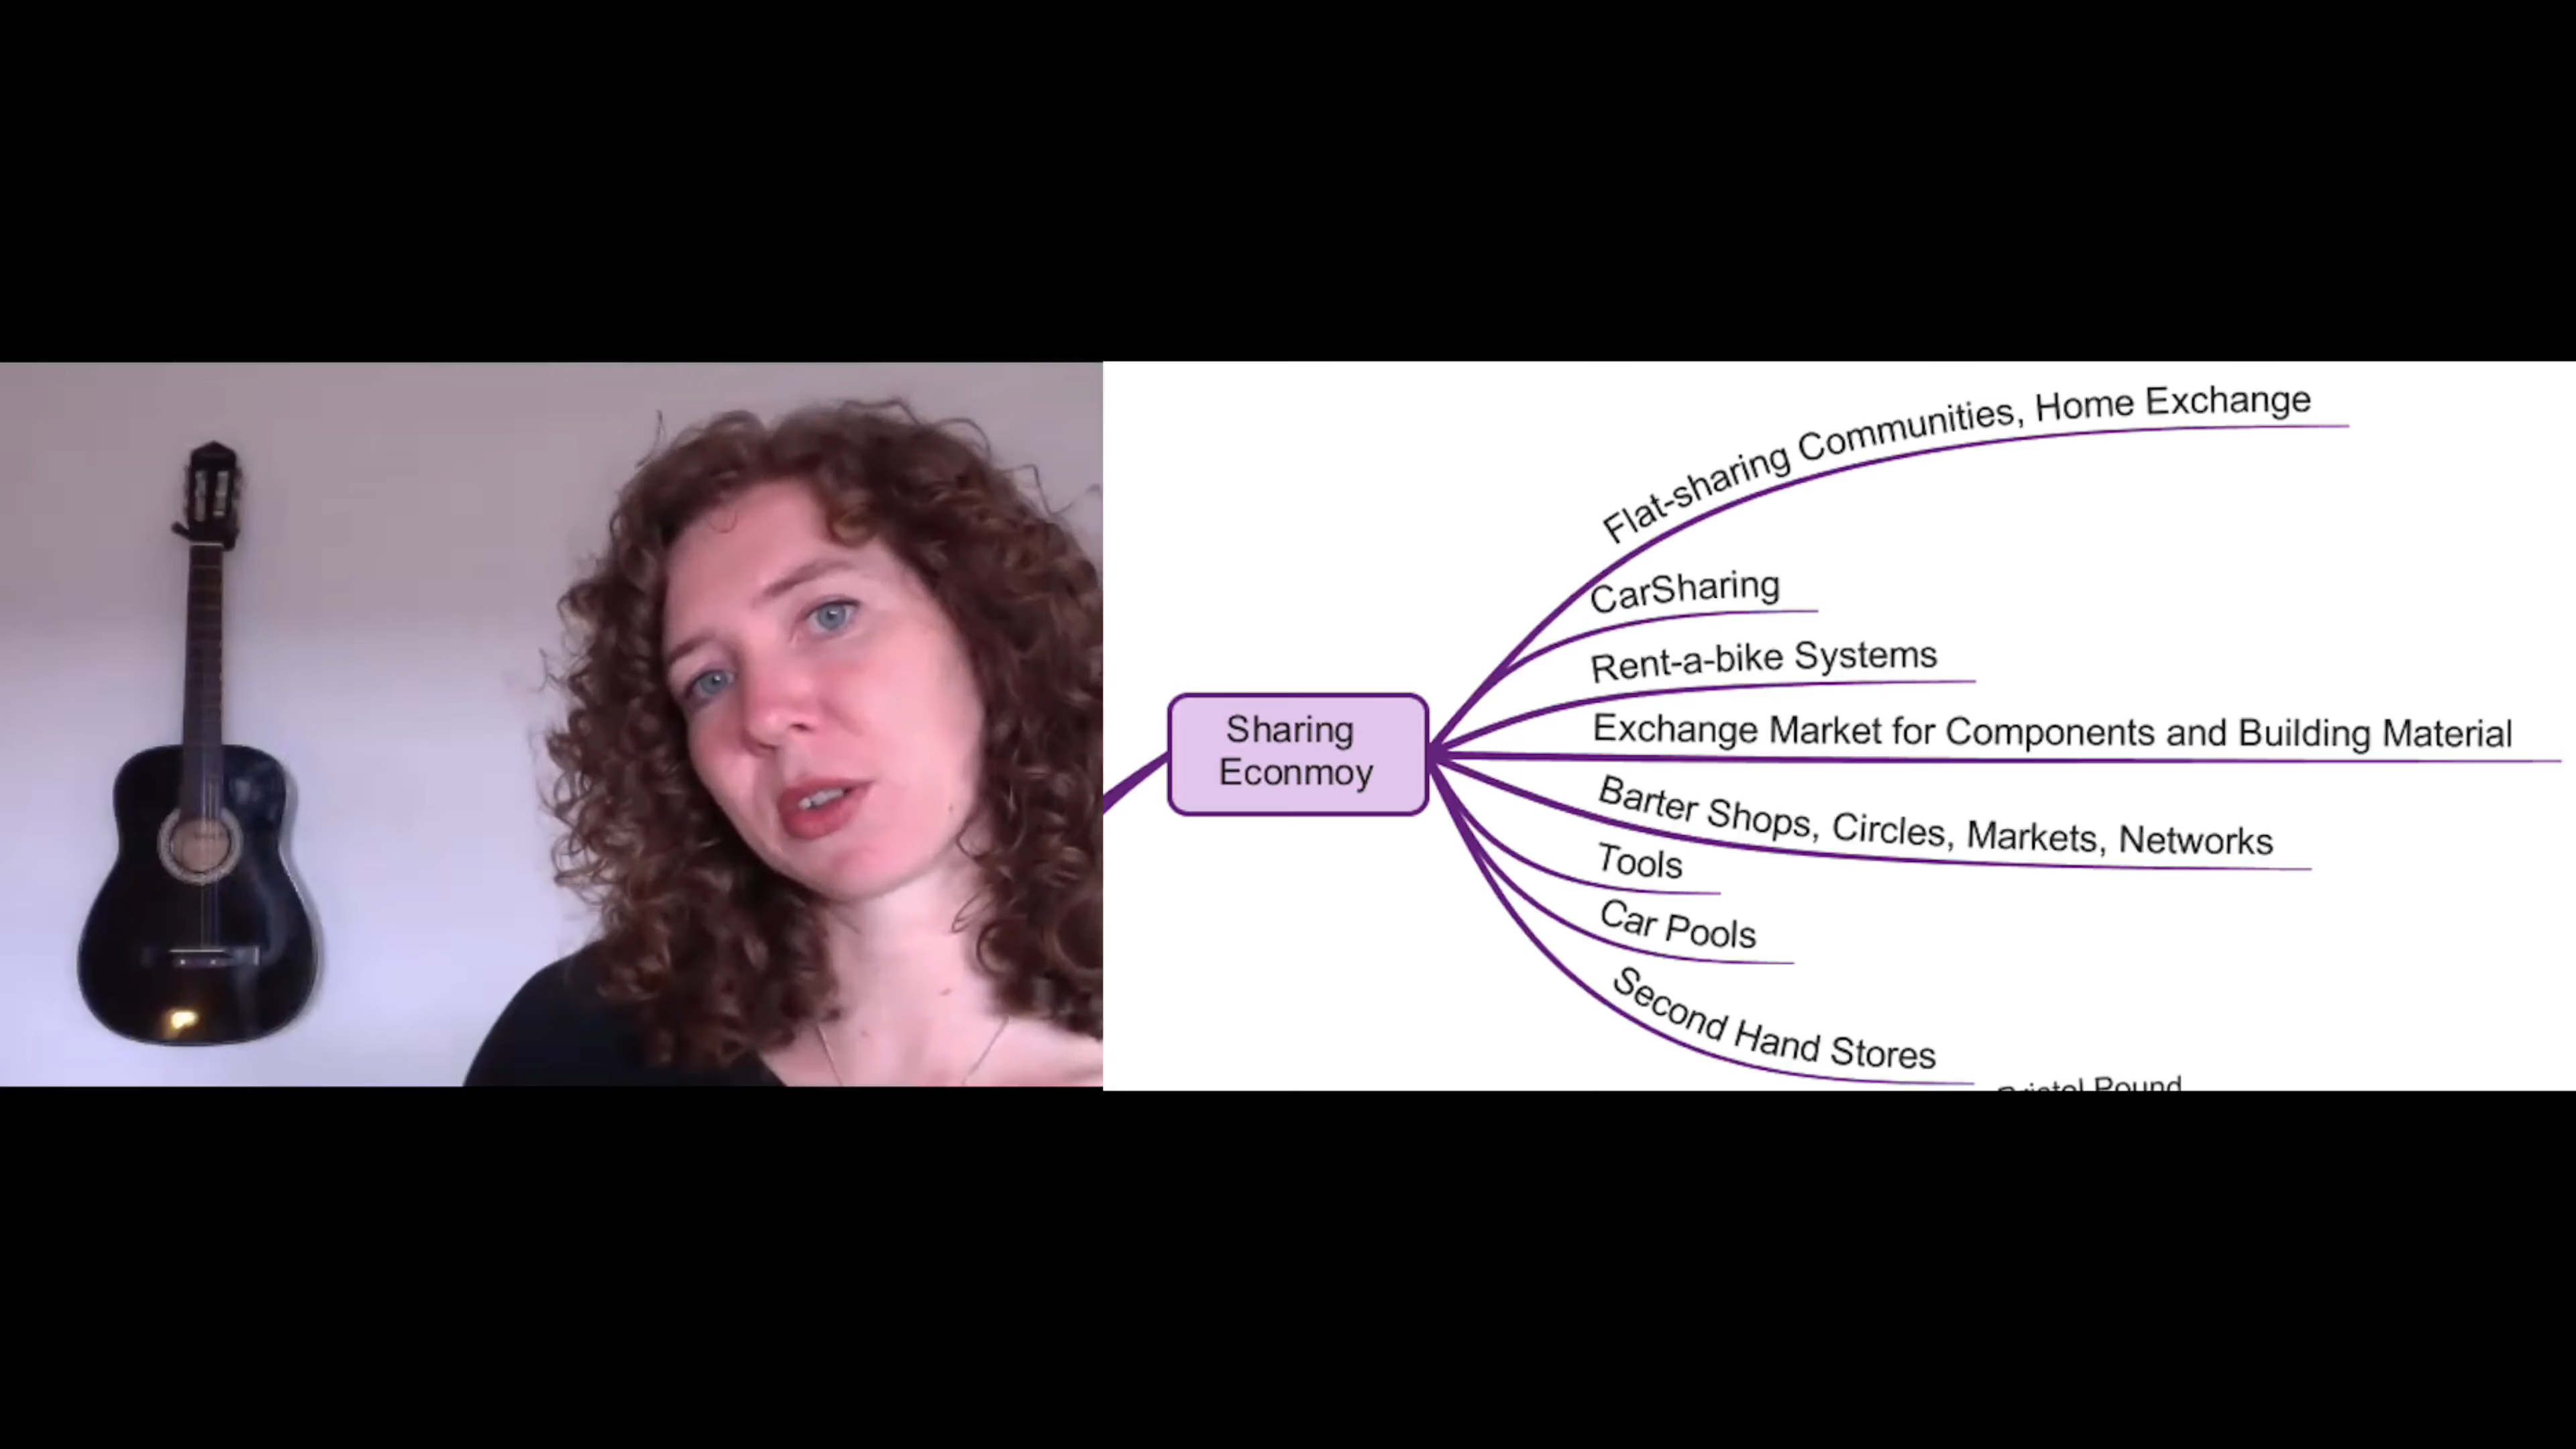 Flat-sharing Communities, Home Exchange
CarSharing
Rent-a-bike Systems
Sharing
Econmoy
Exchange Market for Components and Building Material
Barter Shops, Circles, Markets, Networks
Tools
Car Pools
Second Hand Stores
Pound